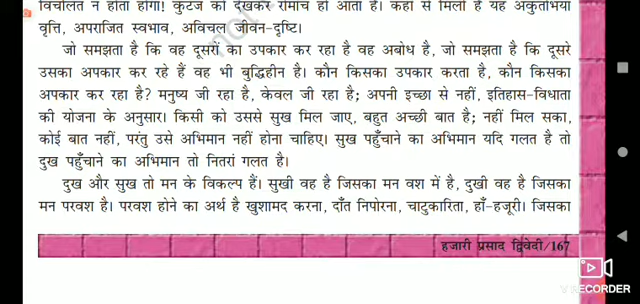 विचलित न होता होगा! कुटज को देखकर रोमांच हो आता है। कहाँ से मिली है यह अकुतोभया
वृत्ति, अपराजित स्वभाव, अविचल जीवन-दृष्टि।
जो समझता है कि वह दूसरों का उपकार कर रहा है वह अबोध है, जो समझता है कि दूसरे
उसका अपकार कर रहे हैं वह भी बुद्धिहीन है। कौन किसका उपकार करता है, कौन किसका
अपकार कर रहा है? मनुष्य जी रहा है, केवल जी रहा है; अपनी इच्छा से नहीं, इतिहास-विधाता
की योजना के अनुसार। किसी को उससे सुख मिल जाए, बहुत अच्छी बात है; नहीं मिल सका,
कोई बात नहीं, परंतु उसे अभिमान नहीं होना चाहिए। सुख पहुँचाने का अभिमान यदि गलत है तो
दुख पहुँचाने का अभिमान तो नितरां गलत है।
दुख और सुख तो मन के विकल्प हैं। सुखी वह है जिसका मन वश में है, दुखी वह है जिसका
मन परवश है। परवश होने का अर्थ है खुशामद करना, दाँत निपोरना, चाटुकारिता, हाँ-हजूरी। जिसका
हजारी प्रसाद द्विवेदी/167
V RECORDER